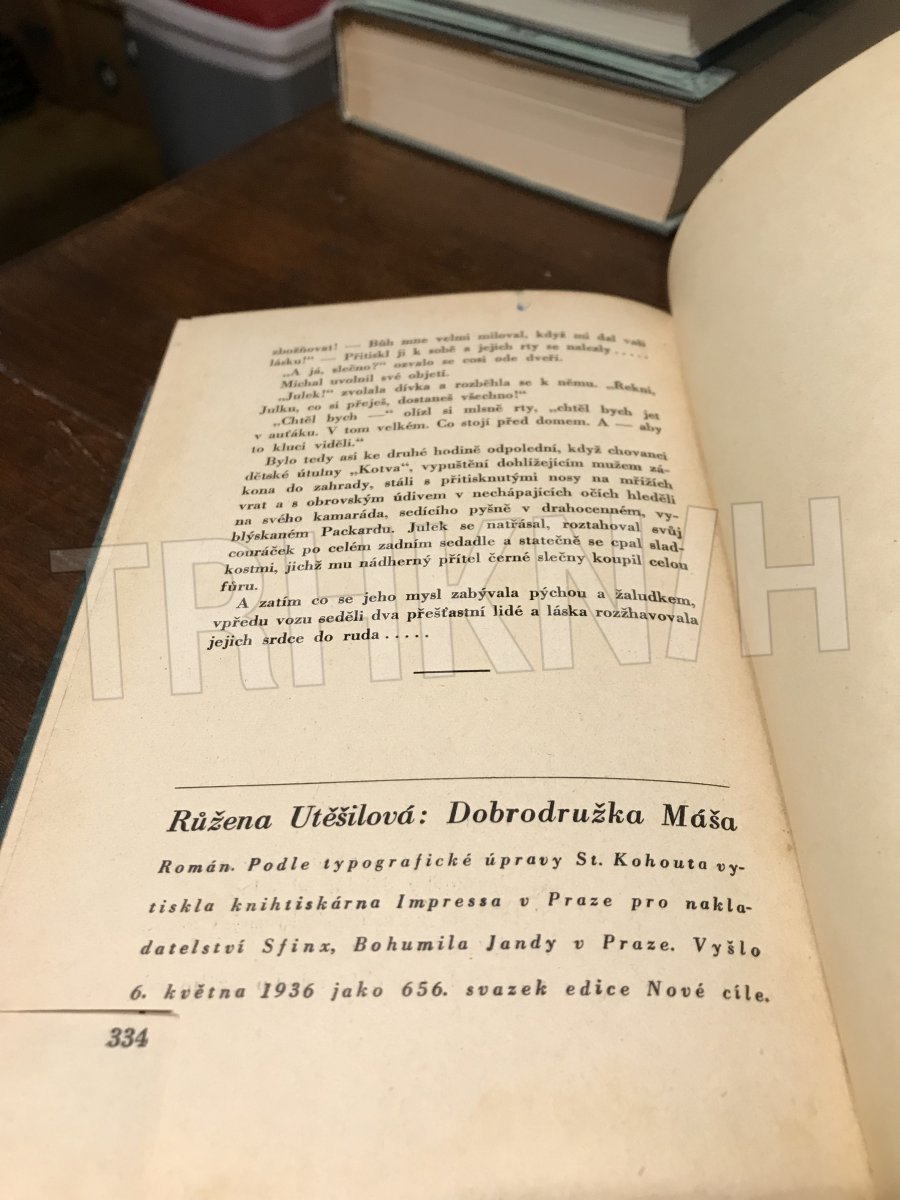 zbožňovat! — Bůh mne velmi miloval, když mi dal vaši
lásku!“ — Přitiskl ji k sobě a jejich rty se nalezly.....
„A já, slečno?“ ozvalo se cosi ode dveří.
Michal uvolnil své objetí.
„Julek!“ zvolala dívka a rozběhla se k němu. „Řekni,
Julku, co si přeješ, dostaneš všechno!“
„Chtěl bych —“ olízl si mlsně rty, „chtěl bych jet
v auťáku. V tom velkém. Co stojí před domem. A — aby
to kluci viděli.“
Bylo tedy asi ke druhé hodině odpolední, když chovanci
dětské útulny „Kotva“, vypuštění dohlížejícím mužem zá-
kona do zahrady, stáli s přitisknutými nosy na mřížích
vrat a s obrovským údivem v nechápajících očích hleděli
na svého kamaráda, sedícího pyšně v drahocenném, vy-
blýskaném Packardu. Julek se natřásal, roztahoval svůj
couráček po celém zadním sedadle a statečně se cpal slad-
kostmi, jichž mu nádherný přítel černé slečny koupil celou
fůru.
A zatím co se jeho mysl zabývala pýchou a žaludkem,
vpředu vozu seděli dva přešťastní lidé a láska rozžhavovala
jejich srdce do ruda.....
Růžena Utěšilová: Dobrodružka Máša
Román. Podle typografické úpravy St. Kohouta vy-
tiskla knihtiskárna Impressa v Praze pro nakla-
datelství Sfinx, Bohumila Jandy v Praze. Vyšlo
6. května 1936 jako 656. svazek edice Nové cíle.
334